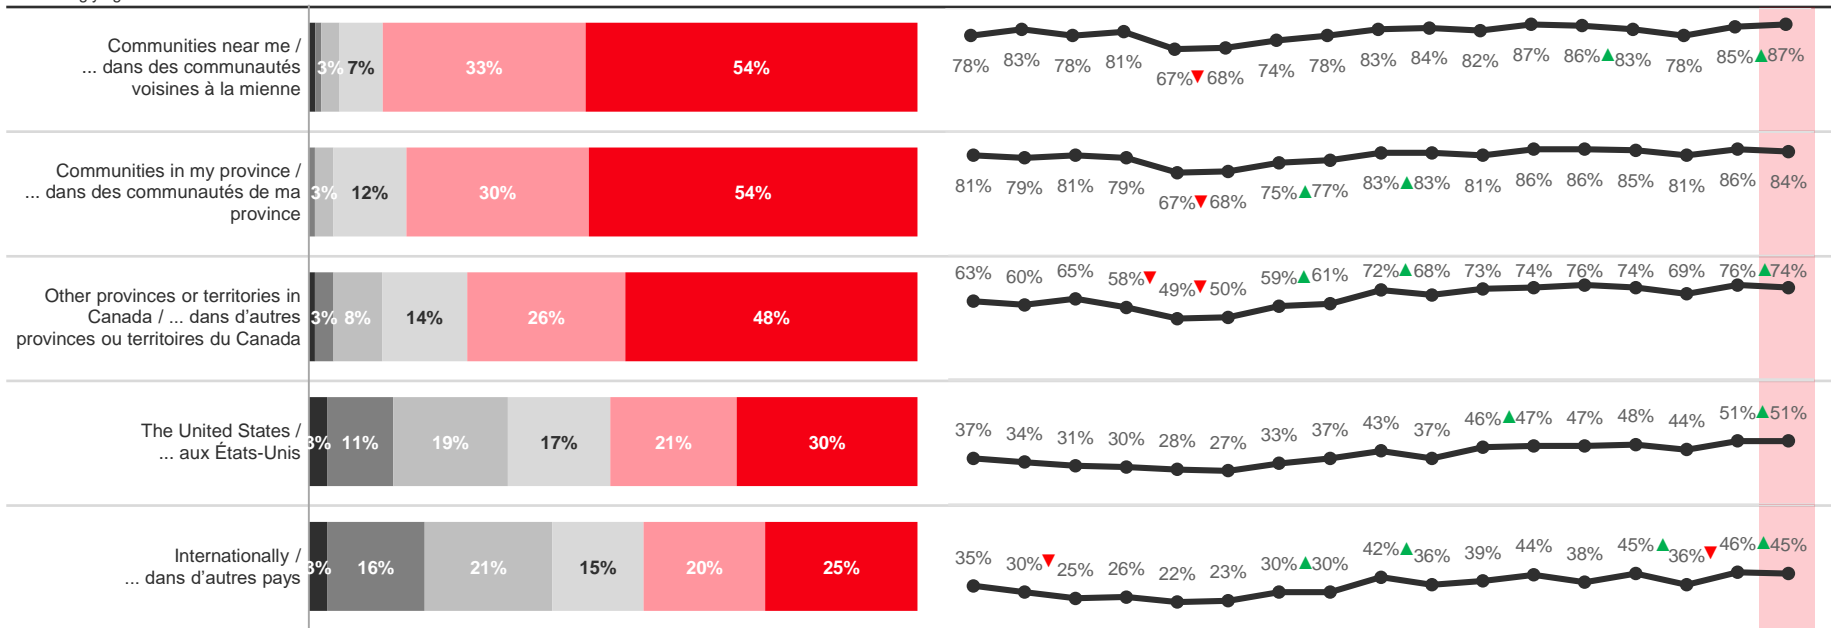 Communities near me /
... dans des communautés
voisines à la mienne
3% 7% 33% 54%
78% 83% 78% 81% 67%▼ 68% 74% 78% 83% 84% 82% 87% 86%▲ 83% 78% 85%▲ 87%
Communities in my province /
... dans des communautés de ma
province
3% 12% 30% 54%
81% 79% 81% 79% 67%▼ 68% 75%▲ 77% 83%▲ 83% 81% 86% 86% 85% 81% 86% 84%
Other provinces or territories in
Canada / ... dans d'autres
provinces ou territoires du Canada
3% 8% 14% 26% 48%
63% 60% 65% 58%▼ 49%▼ 50% 59%▲ 61% 72%▲ 68% 73% 74% 76% 74% 69% 76%▲ 74%
The United States /
... aux États-Unis
3% 11% 19% 17% 21% 30%
37% 34% 31% 30% 28% 27% 33% 37% 43% 37% 46%▲ 47% 47% 48% 44% 51%▲ 51%
Internationally /
... dans d'autres pays
3% 16% 21% 15% 20% 25%
35% 30%▼ 25% 26% 22% 23% 30%▲ 30% 42%▲ 36% 39% 44% 38% 45%▲ 36%▼ 46%▲ 45%